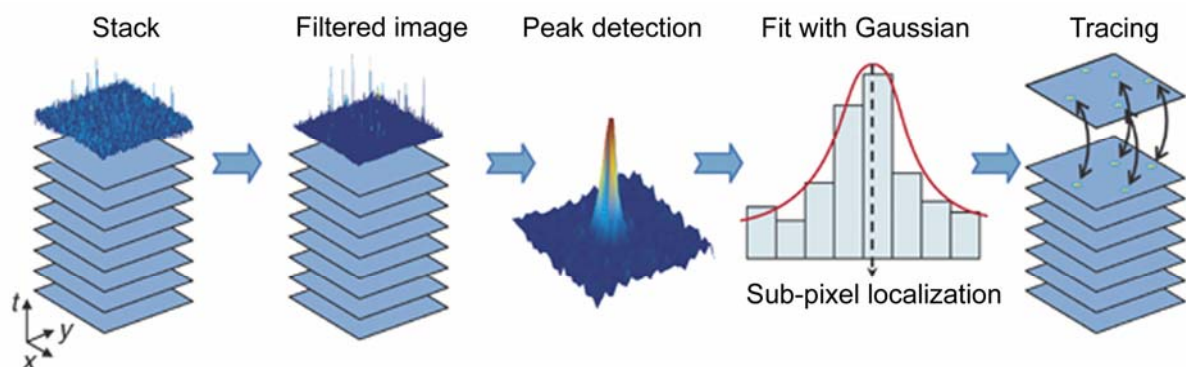 Stack
Filtered image
Peak detection
Fit with Gaussian
Tracing
Sub-pixel localization
t
y
x